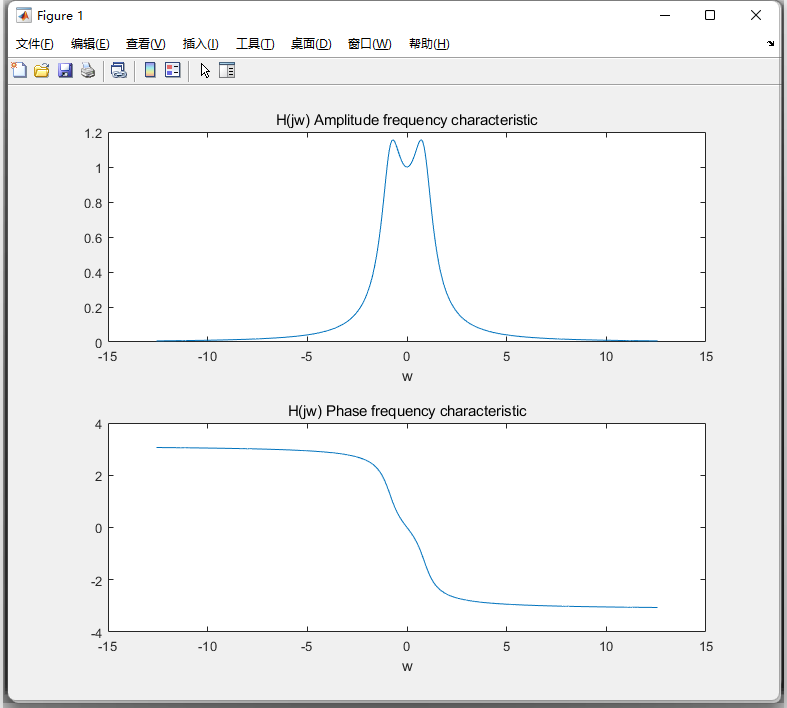 Figure 1
文件(F) 编辑(E) 查看(V) 插入(I) 工具(T) 桌面(D) 窗口(W) 帮助(H)
H(jw) Amplitude frequency characteristic
1.2
1
0.8
0.6
0.4
0.2
0
-15 -10 -5 0 5 10 15
w
H(jw) Phase frequency characteristic
4
2
0
-2
-4
-15 -10 -5 0 5 10 15
w